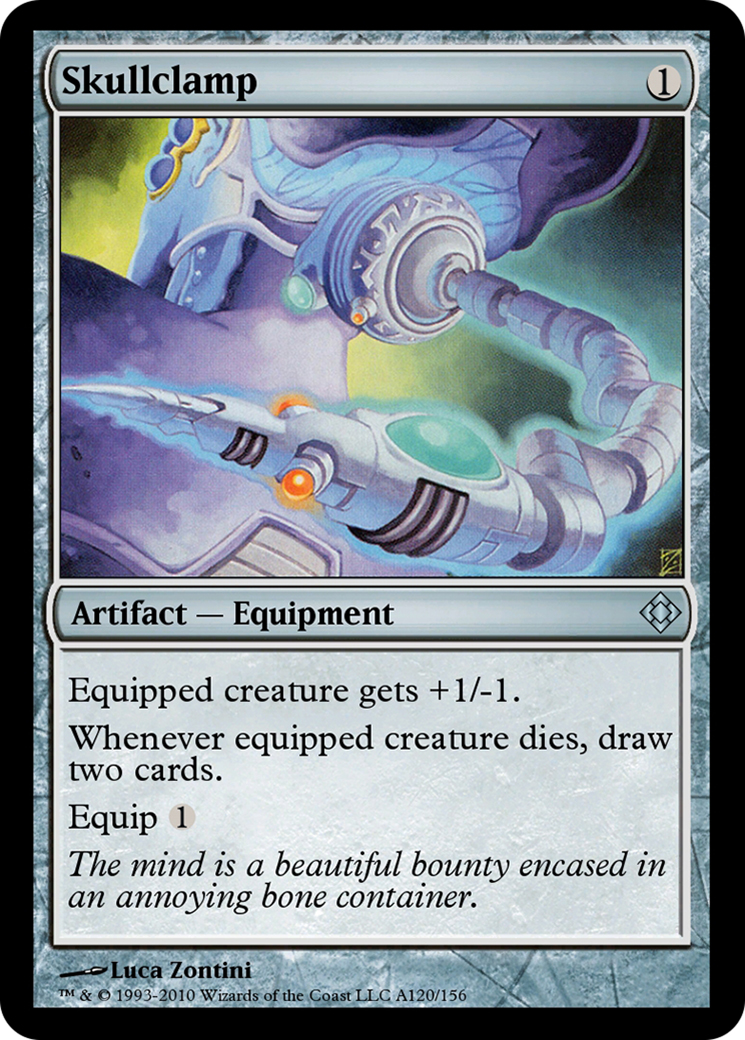 Skullclamp 1
Artifact — Equipment
Equipped creature gets +1/-1.
Whenever equipped creature dies, draw
two cards.
Equip 1
The mind is a beautiful bounty encased in
an annoying bone container.
Luca Zontini
™ & © 1993-2010 Wizards of the Coast LLC A120/156